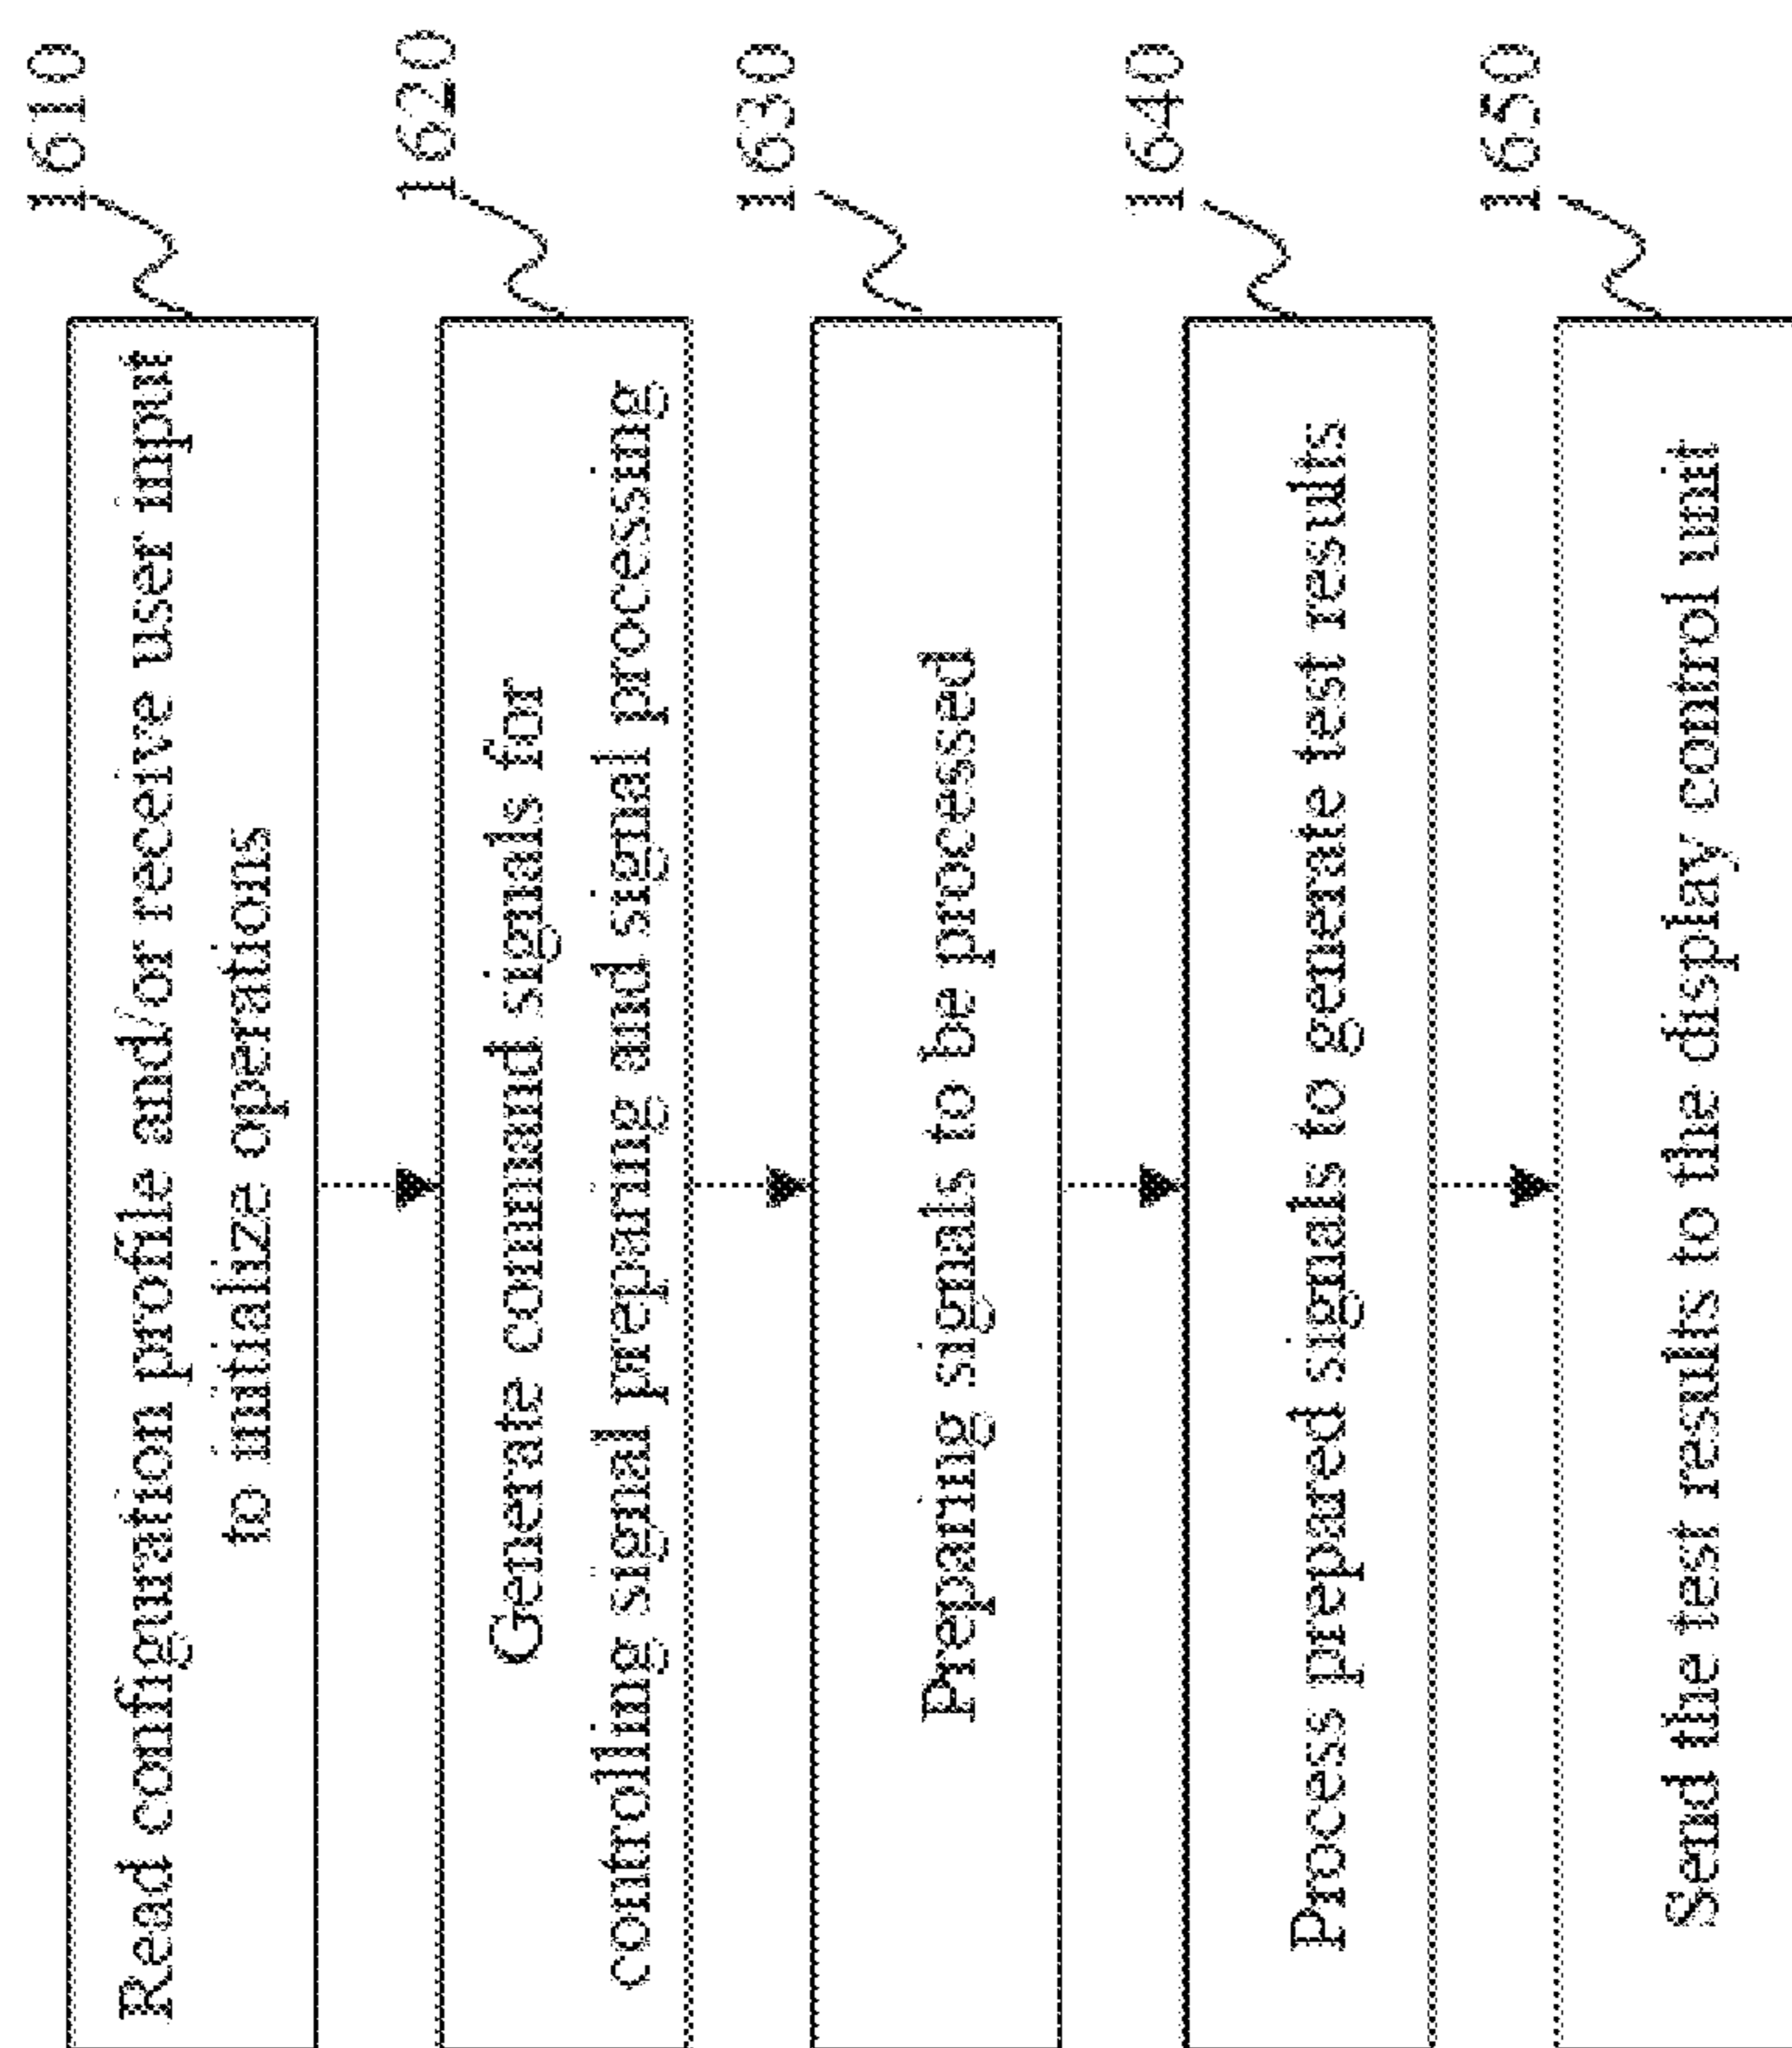 Read configuration profile and/or receive user input
to initialize operations
1610
Generate command signals for
controlling signal preparing and signal processing
1620
Preparing signals to be processed
1630
Process prepared signals to generate test results
1640
Send the test results to the display control unit
1650